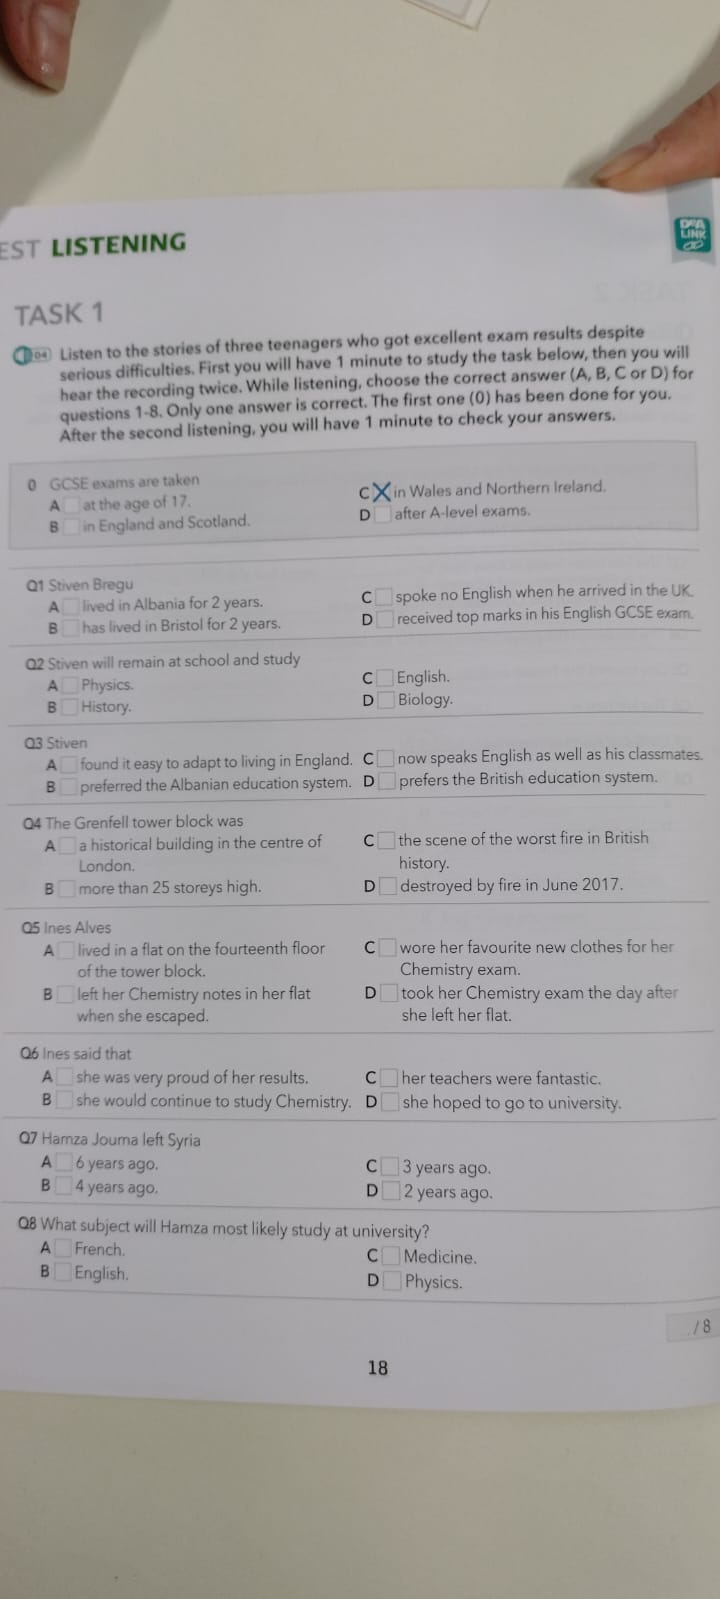 EST LISTENING
DeA
LINK
TASK 1
04 Listen to the stories of three teenagers who got excellent exam results despite
serious difficulties. First you will have 1 minute to study the task below, then you will
hear the recording twice. While listening, choose the correct answer (A, B, C or D) for
questions 1-8. Only one answer is correct. The first one (0) has been done for you.
After the second listening, you will have 1 minute to check your answers.
0 GCSE exams are taken
A at the age of 17.
B in England and Scotland.
C X in Wales and Northern Ireland.
D after A-level exams.
Q1 Stiven Bregu
A lived in Albania for 2 years.
B has lived in Bristol for 2 years.
C spoke no English when he arrived in the UK.
D received top marks in his English GCSE exam.
Q2 Stiven will remain at school and study
A Physics.
B History.
C English.
D Biology.
Q3 Stiven
A found it easy to adapt to living in England.
B preferred the Albanian education system.
C now speaks English as well as his classmates.
D prefers the British education system.
Q4 The Grenfell tower block was
A a historical building in the centre of
London.
B more than 25 storeys high.
C the scene of the worst fire in British
history.
D destroyed by fire in June 2017.
Q5 Ines Alves
A lived in a flat on the fourteenth floor
of the tower block.
B left her Chemistry notes in her flat
when she escaped.
C wore her favourite new clothes for her
Chemistry exam.
D took her Chemistry exam the day after
she left her flat.
Q6 Ines said that
A she was very proud of her results.
B she would continue to study Chemistry.
C her teachers were fantastic.
D she hoped to go to university.
Q7 Hamza Jouma left Syria
A 6 years ago.
B 4 years ago.
C 3 years ago.
D 2 years ago.
Q8 What subject will Hamza most likely study at university?
A French.
B English.
C Medicine.
D Physics.
../8
18